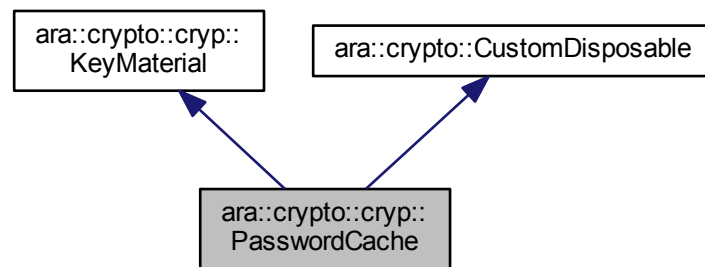 ara::crypto::cryp::
KeyMaterial
ara::crypto::CustomDisposable
ara::crypto::cryp::
PasswordCache